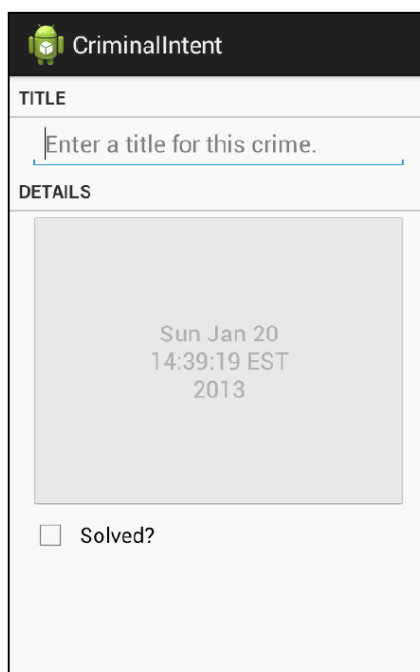 CriminalIntent
TITLE
Enter a title for this crime.
DETAILS
Sun Jan 20
14:39:19 EST
2013
Solved?